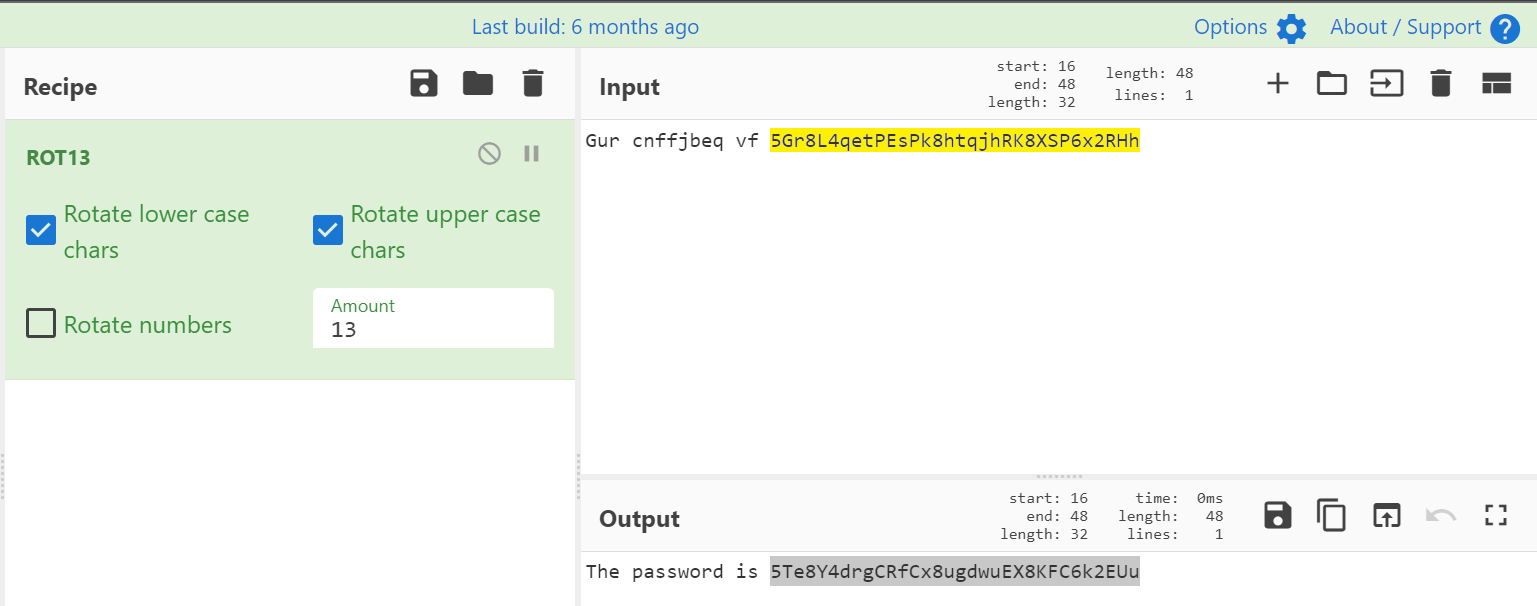 Last build: 6 months ago
Options
About / Support ?
Recipe
ROT13
Rotate lower case
chars
Rotate upper case
chars
Rotate numbers
Amount
13
Input
start: 16
end: 48
length: 32
length: 48
lines: 1
Gur cnffjbeq vf 5Gr8L4qetPEsPk8htqjhRK8XSP6x2RHh
Output
start: 16
end: 48
length: 32
time: 0ms
length: 48
lines: 1
The password is 5Te8Y4drgCRfCx8ugdwuEX8KFC6k2EUu